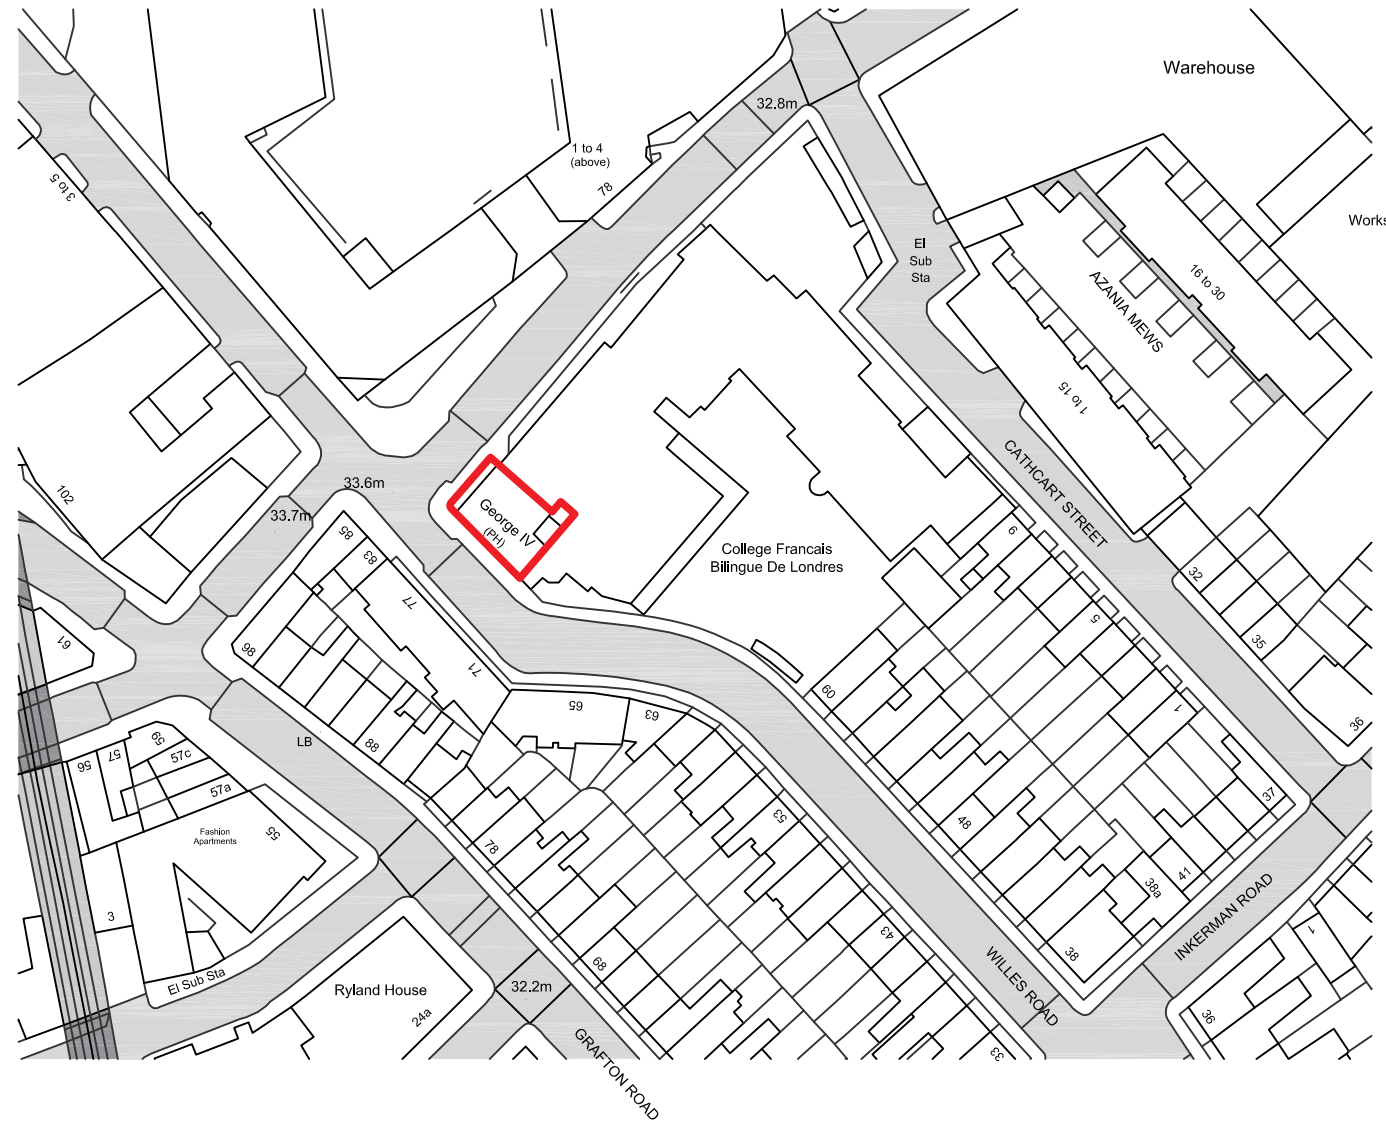 Warehouse
32.8m
1 to 4
(above)
78
3 to 5
Works
El
Sub
Sta
16 to 30
AZANIA MEWS
1 to 15
CATHCART STREET
102
33.6m
33.7m
George IV
(PH)
College Francais
Bilingue De Londres
85
83
77
71
9
5
1
32
35
36
61
86
88
LB
65
63
60
59
57
56
57c
57a
55
Fashion
Apartments
53
48
37
78
41
38a
38
43
INKERMAN ROAD
WILLES ROAD
3
El Sub Sta
Ryland House
24a
68
32.2m
GRAFTON ROAD
33
36
1